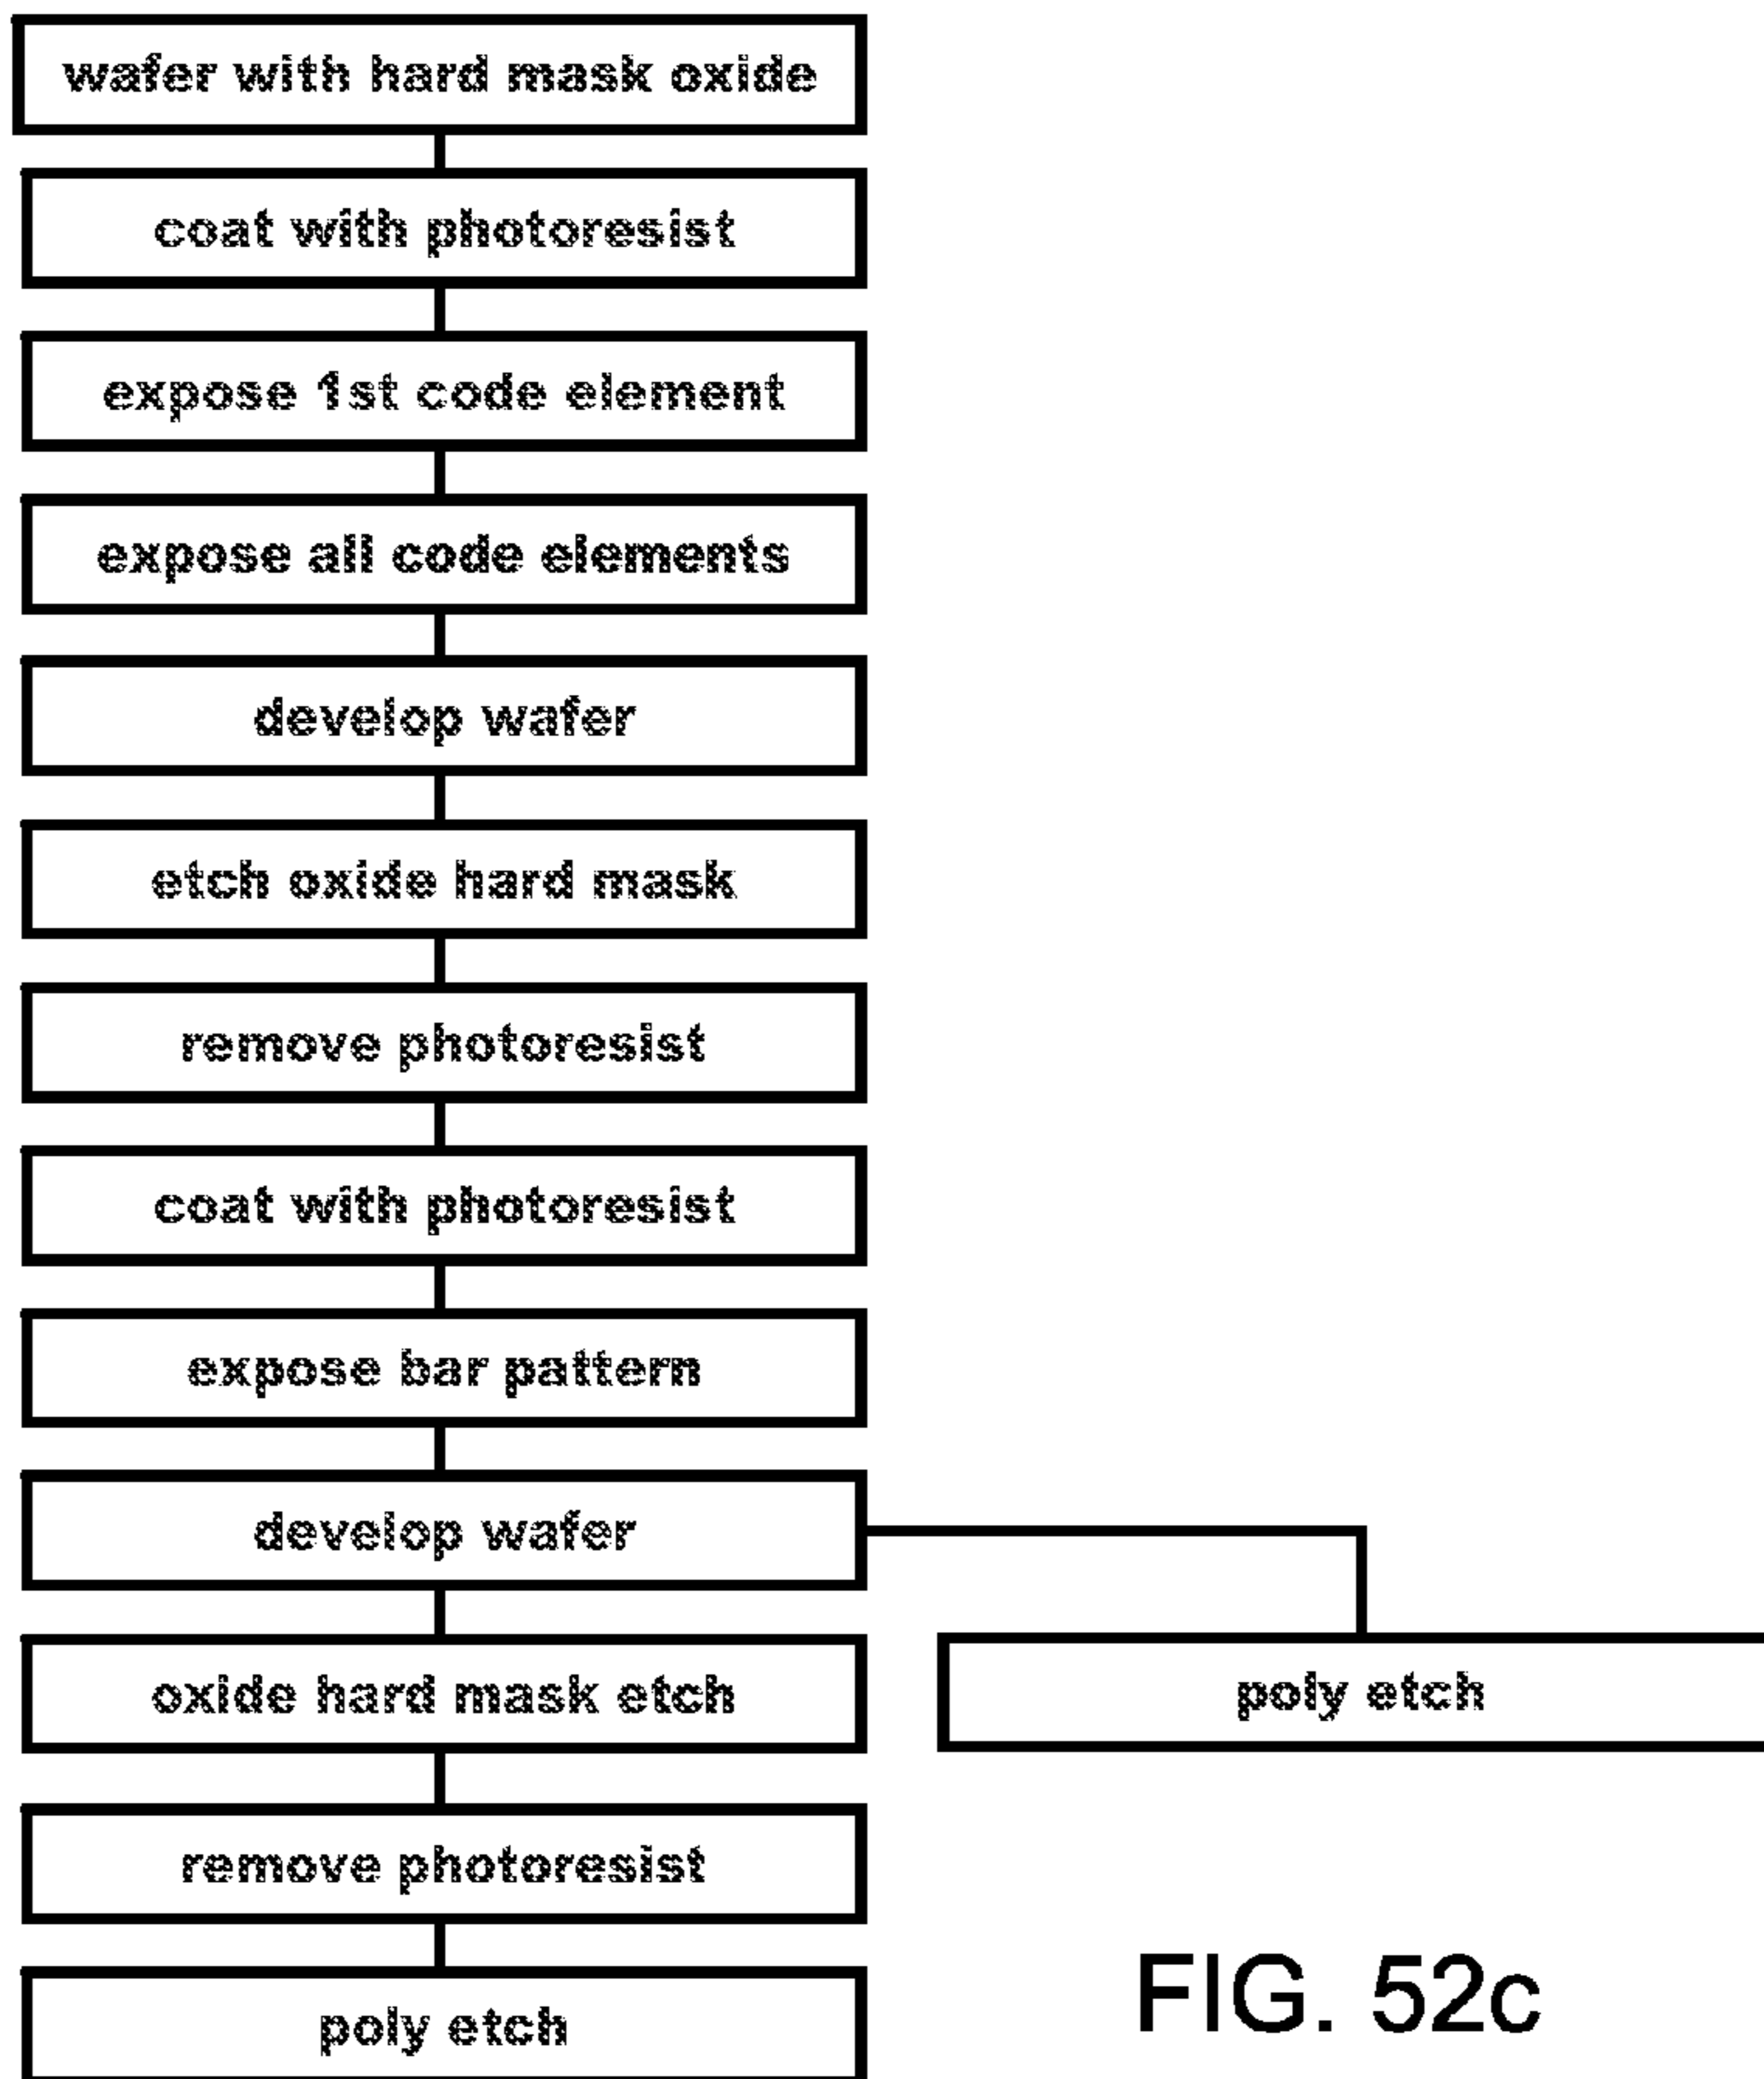 wafer with hard mask oxide
coat with photoresist
expose 1st code element
expose all code elements
develop wafer
etch oxide hard mask
remove photoresist
coat with photoresist
expose bar pattern
develop wafer
oxide hard mask etch
poly etch
remove photoresist
poly etch
FIG. 52c